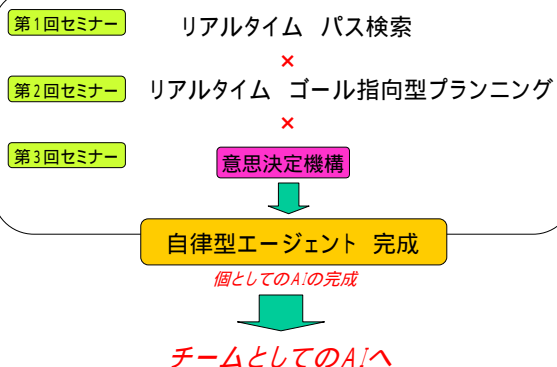 第1回セミナー リアルタイム パス検索
×
第2回セミナー リアルタイム ゴール指向型プランニング
×
第3回セミナー 意思決定機構
自律型エージェント 完成
個としてのAIの完成
チームとしてのAIへ